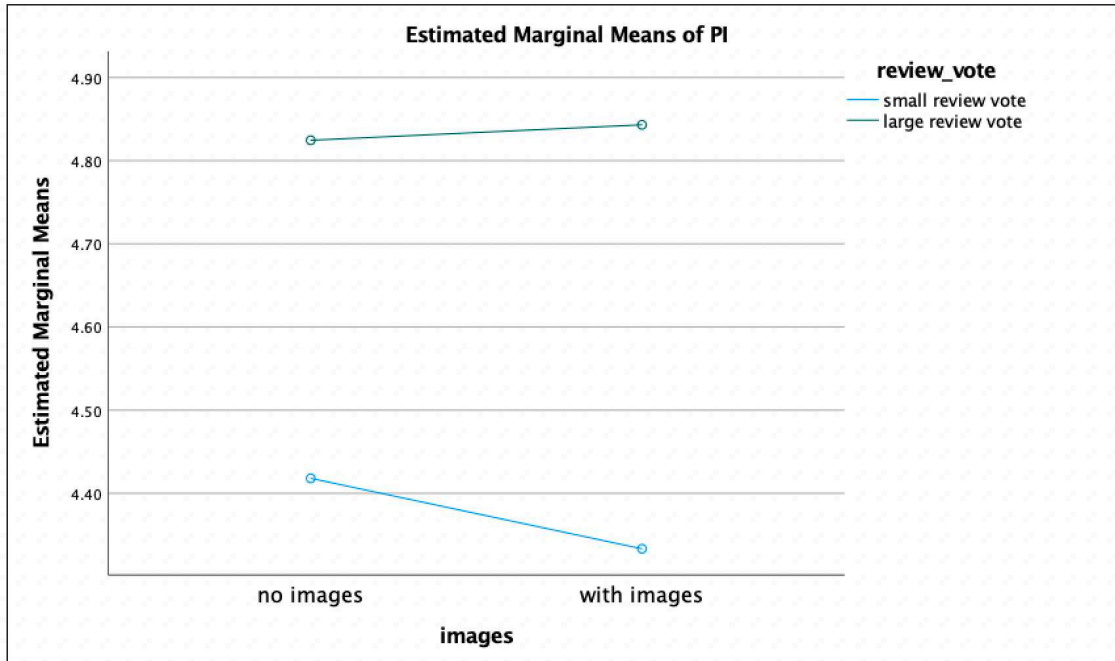 Estimated Marginal Means of PI
Estimated Marginal Means
4.90
4.80
4.70
4.60
4.50
4.40
no images
with images
images
review_vote
small review vote
large review vote